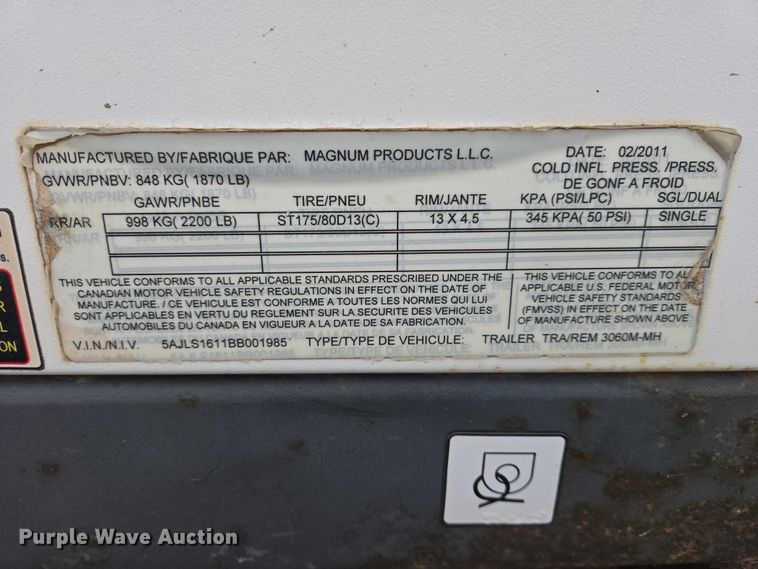 MANUFACTURED BY/FABRIQUE PAR: MAGNUM PRODUCTS L.L.C. DATE: 02/2011
GVWR/PNBV: 848 KG( 1870 LB) COLD INFL. PRESS. /PRESS.
DE GONF A FROID
GAWR/PNBE TIRE/PNEU RIM/JANTE KPA (PSI/LPC) SGL/DUAL
RR/AR 998 KG( 2200 LB) ST175/80D13(C) 13 X 4.5 345 KPA( 50 PSI) SINGLE
THIS VEHICLE CONFORMS TO ALL APPLICABLE STANDARDS PRESCRIBED UNDER THE
CANADIAN MOTOR VEHICLE SAFETY REGULATIONS IN EFFECT ON THE DATE OF
MANUFACTURE. / CE VEHICULE EST CONFORME A TOUTES LES NORMES QUI LUI
SONT APPLICABLES EN VERTU DU REGLEMENT SUR LA SECURITE DES VEHICULES
AUTOMOBILES DU CANADA EN VIGUEUR A LA DATE DE SA FABRICATION.
THIS VEHICLE CONFORMS TO ALL
APPLICABLE U.S. FEDERAL MOTOR
VEHICLE SAFETY STANDARDS
(FMVSS) IN EFFECT ON THE DATE
OF MANUFACTURE SHOWN ABOVE
V.I.N./N.I.V. 5AJLS1611BB001985 TYPE/TYPE DE VEHICULE: TRAILER TRA/REM 3060M-MH
s.
S
R
L
ON
Purple Wave Auction